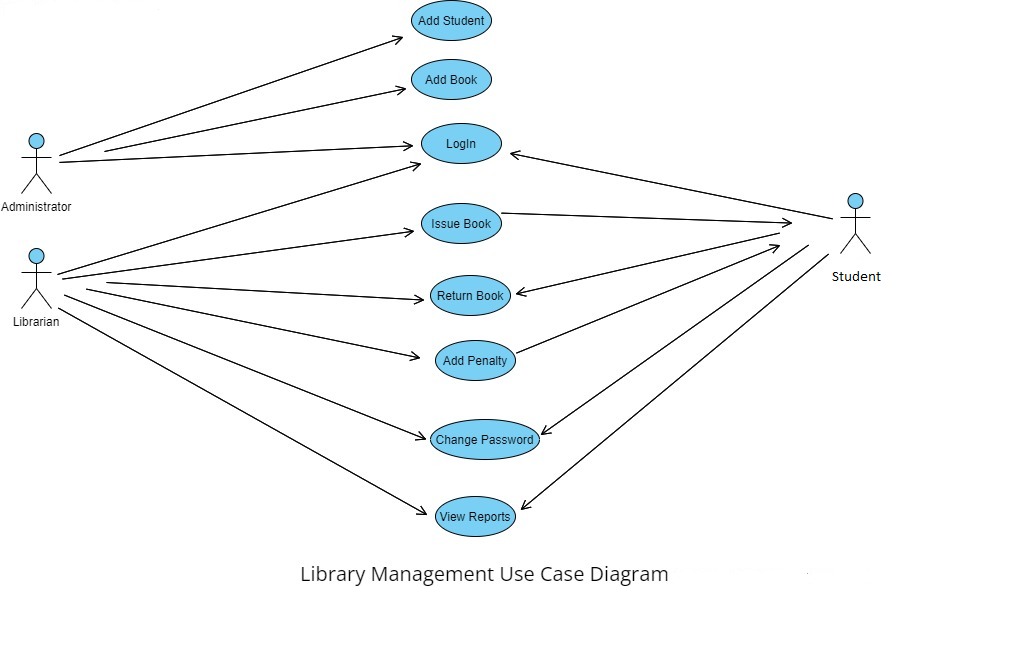 Add Student
Add Book
LogIn
Administrator
Issue Book
Student
Return Book
Librarian
Add Penalty
Change Password
View Reports
Library Management Use Case Diagram